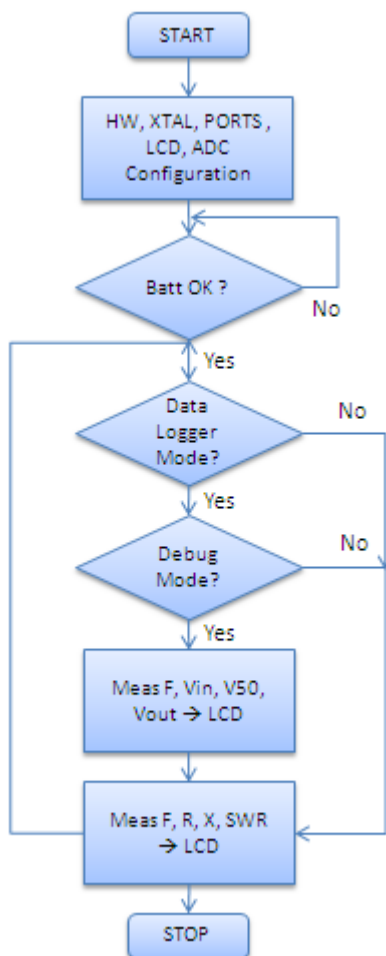 START
HW, XTAL, PORTS ,
LCD, ADC
Configuration
Batt OK ?
No
Yes
Data
Logger
Mode?
No
Yes
Debug
Mode?
No
Yes
Meas F, Vin, V50,
Vout → LCD
Meas F, R, X, SWR
→ LCD
STOP